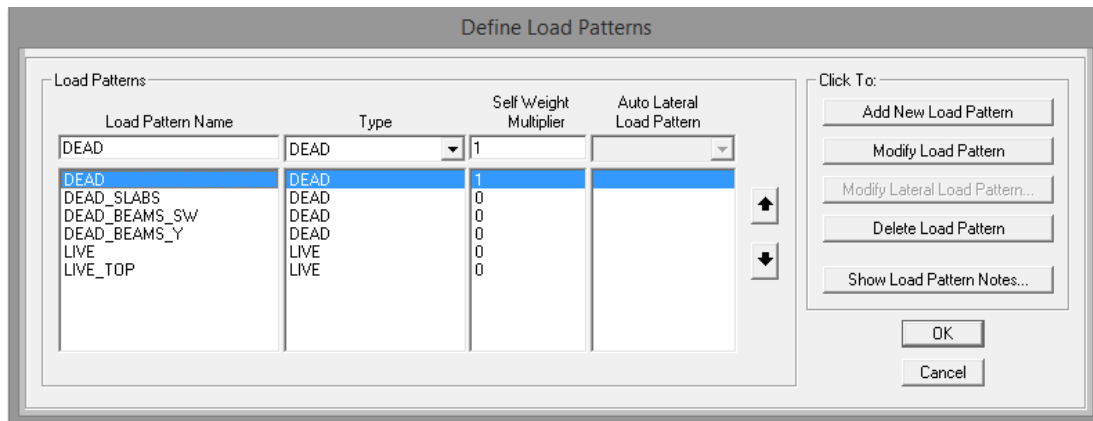 Define Load Patterns
Load Patterns
Click To:
Load Pattern Name Type Self Weight Multiplier Auto Lateral Load Pattern
DEAD DEAD 1
DEAD DEAD 1
DEAD_SLABS DEAD 0
DEAD_BEAMS_SW DEAD 0
DEAD_BEAMS_Y DEAD 0
LIVE LIVE 0
LIVE_TOP LIVE 0
Add New Load Pattern
Modify Load Pattern
Modify Lateral Load Pattern...
Delete Load Pattern
Show Load Pattern Notes...
OK
Cancel